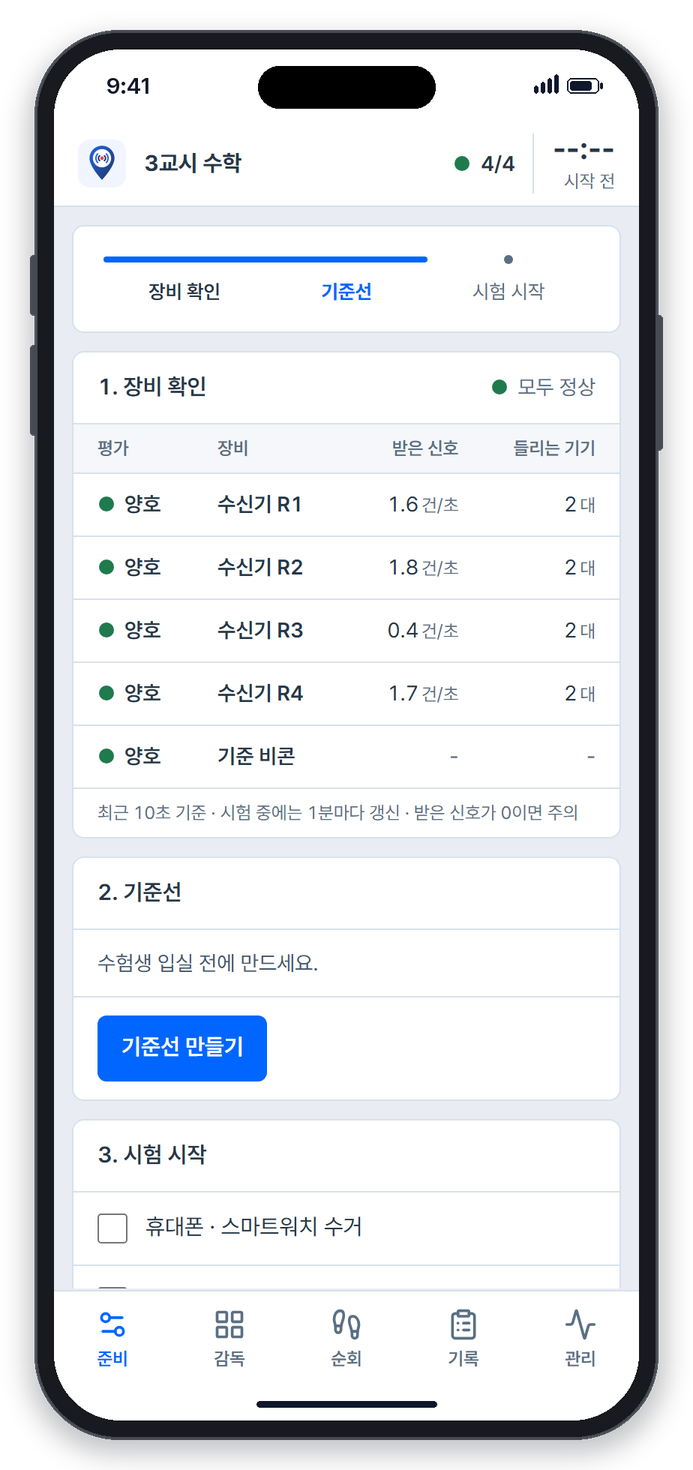 9:41
3교시 수학
4/4
--:--
시작 전
장비 확인 기준선 시험 시작
1. 장비 확인 모두 정상
평가 장비 받은 신호 들리는 기기
양호 수신기 R1 1.6 건/초 2 대
양호 수신기 R2 1.8 건/초 2 대
양호 수신기 R3 0.4 건/초 2 대
양호 수신기 R4 1.7 건/초 2 대
양호 기준 비콘 - -
최근 10초 기준 · 시험 중에는 1분마다 갱신 · 받은 신호가 0이면 주의
2. 기준선
수험생 입실 전에 만드세요.
기준선 만들기
3. 시험 시작
휴대폰 · 스마트워치 수거
준비 감독 순회 기록 관리